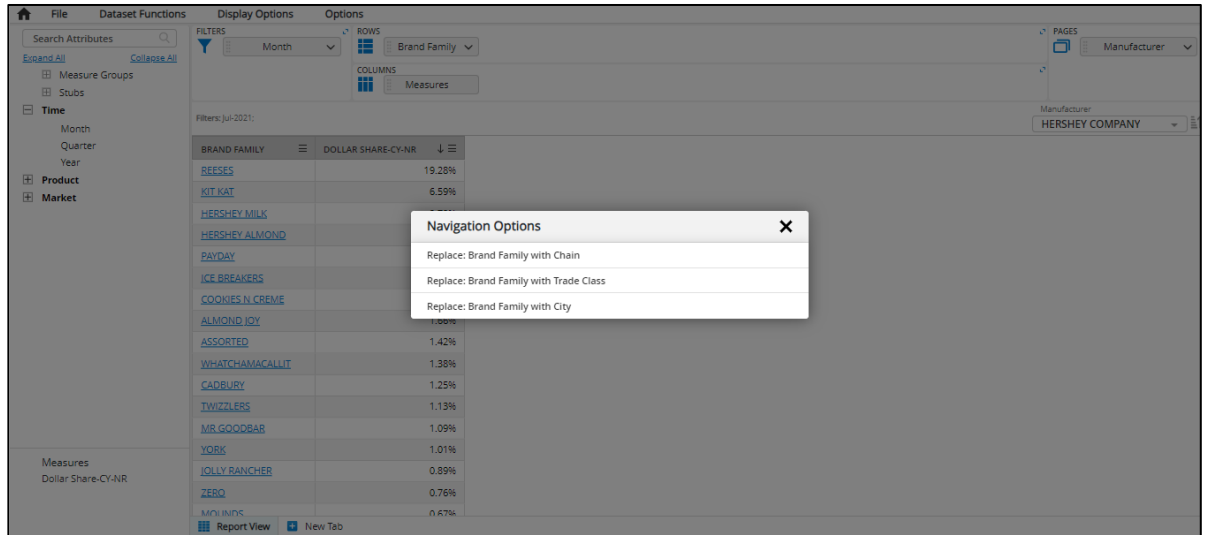 File Dataset Functions Display Options Options
Search Attributes
Expand All Collapse All
Measure Groups
Stubs
Time
Month
Quarter
Year
Product
Market
Measures
Dollar Share-CY-NR
FILTERS
Month
ROWS
Brand Family
COLUMNS
Measures
PAGES
Manufacturer
Filters: Jul-2021;
Manufacturer
HERSHEY COMPANY
BRAND FAMILY DOLLAR SHARE-CY-NR
REESES 19.28%
KIT KAT 6.59%
HERSHEY MILK
HERSHEY ALMOND
PAYDAY
ICE BREAKERS
COOKIES N CREME
ALMOND JOY 1.66%
ASSORTED 1.42%
WHATCHAMACALLIT 1.38%
CADBURY 1.25%
TWIZZLERS 1.13%
MR GOODBAR 1.09%
YORK 1.01%
JOLLY RANCHER 0.89%
ZERO 0.76%
MOUNDS 0.67%
Navigation Options
Replace: Brand Family with Chain
Replace: Brand Family with Trade Class
Replace: Brand Family with City
Report View New Tab